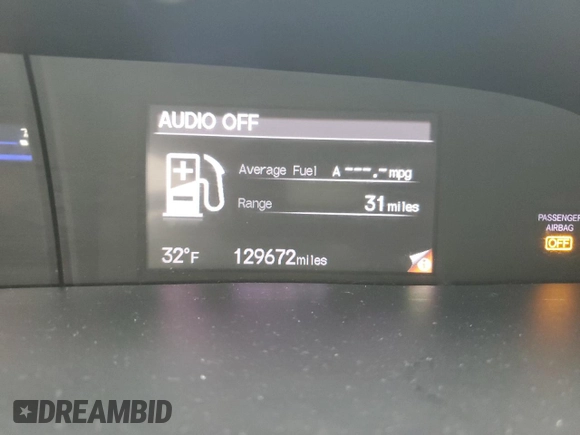 AUDIO OFF
Average Fuel A ---.- mpg
Range 31 miles
32°F 129672 miles
PASSENGER
AIRBAG
OFF
DREAMBID